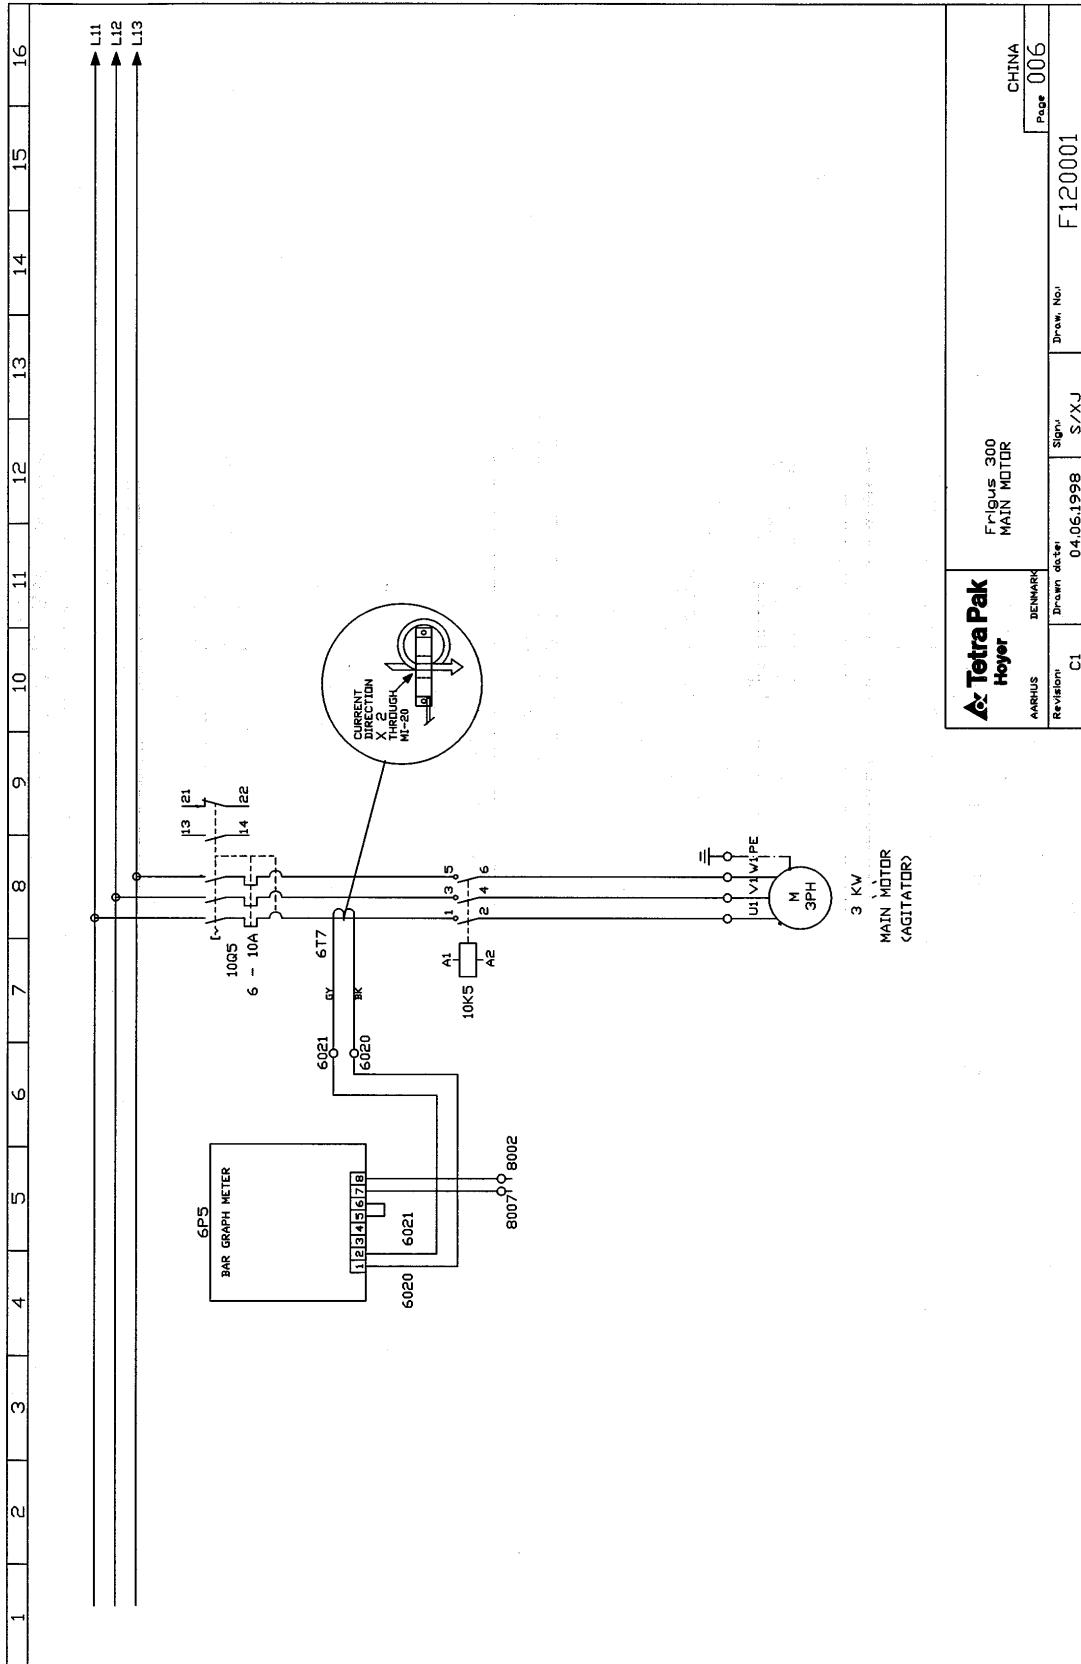 1 2 3 4 5 6 7 8 9 10 11 12 13 14 15 16
L11
L12
L13
13
21
14
22
10Q5
6 - 10A
6P5
BAR GRAPH METER
1 2 3 4 5 6 7 8
6020
6021
8007
8002
6021
6020
GY
BK
6T7
CURRENT
DIRECTION
X 2
THROUGH
MI-20
1 3 5
2 4 6
A1
A2
10K5
U1 V1 W1 PE
M
3PH
3 KW
MAIN MOTOR
(AGITATOR)
Tetra Pak
Hoyer
AARHUS DENMARK
Frigus 300
MAIN MOTOR
CHINA
Page 006
Revision: C1
Drawn date: 04.06.1998
Sign.: S/XJ
Draw. No.: F120001